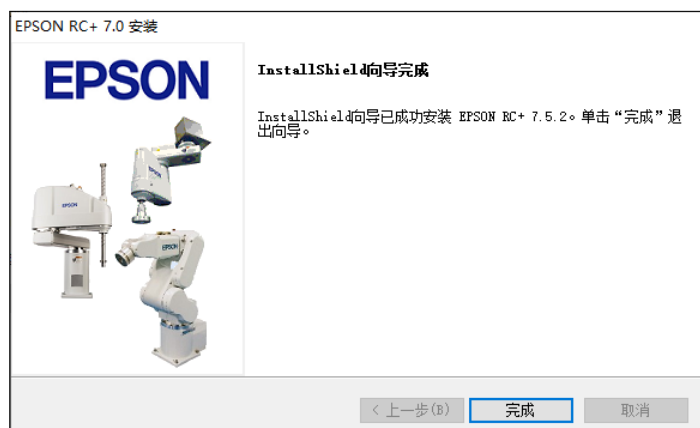 EPSON RC+ 7.0 安装
EPSON
InstallShield向导完成
InstallShield向导已成功安装 EPSON RC+ 7.5.2。单击“完成”退
出向导。
EPSON
EPSON
EPSON
< 上一步(B)
完成
取消